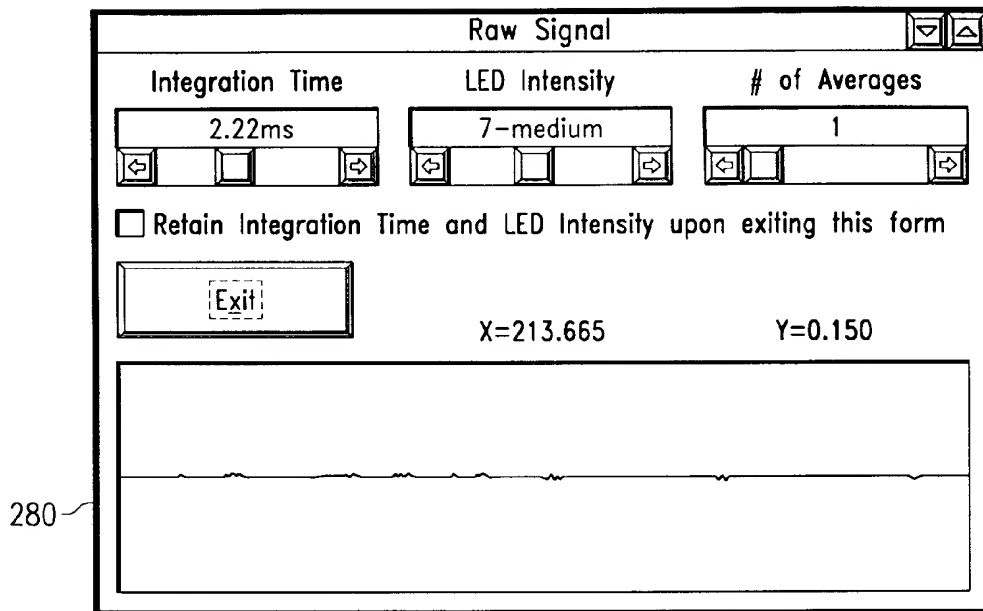 Raw Signal
Integration Time LED Intensity # of Averages
2.22ms 7-medium 1
Retain Integration Time and LED Intensity upon exiting this form
Exit
X=213.665 Y=0.150
280